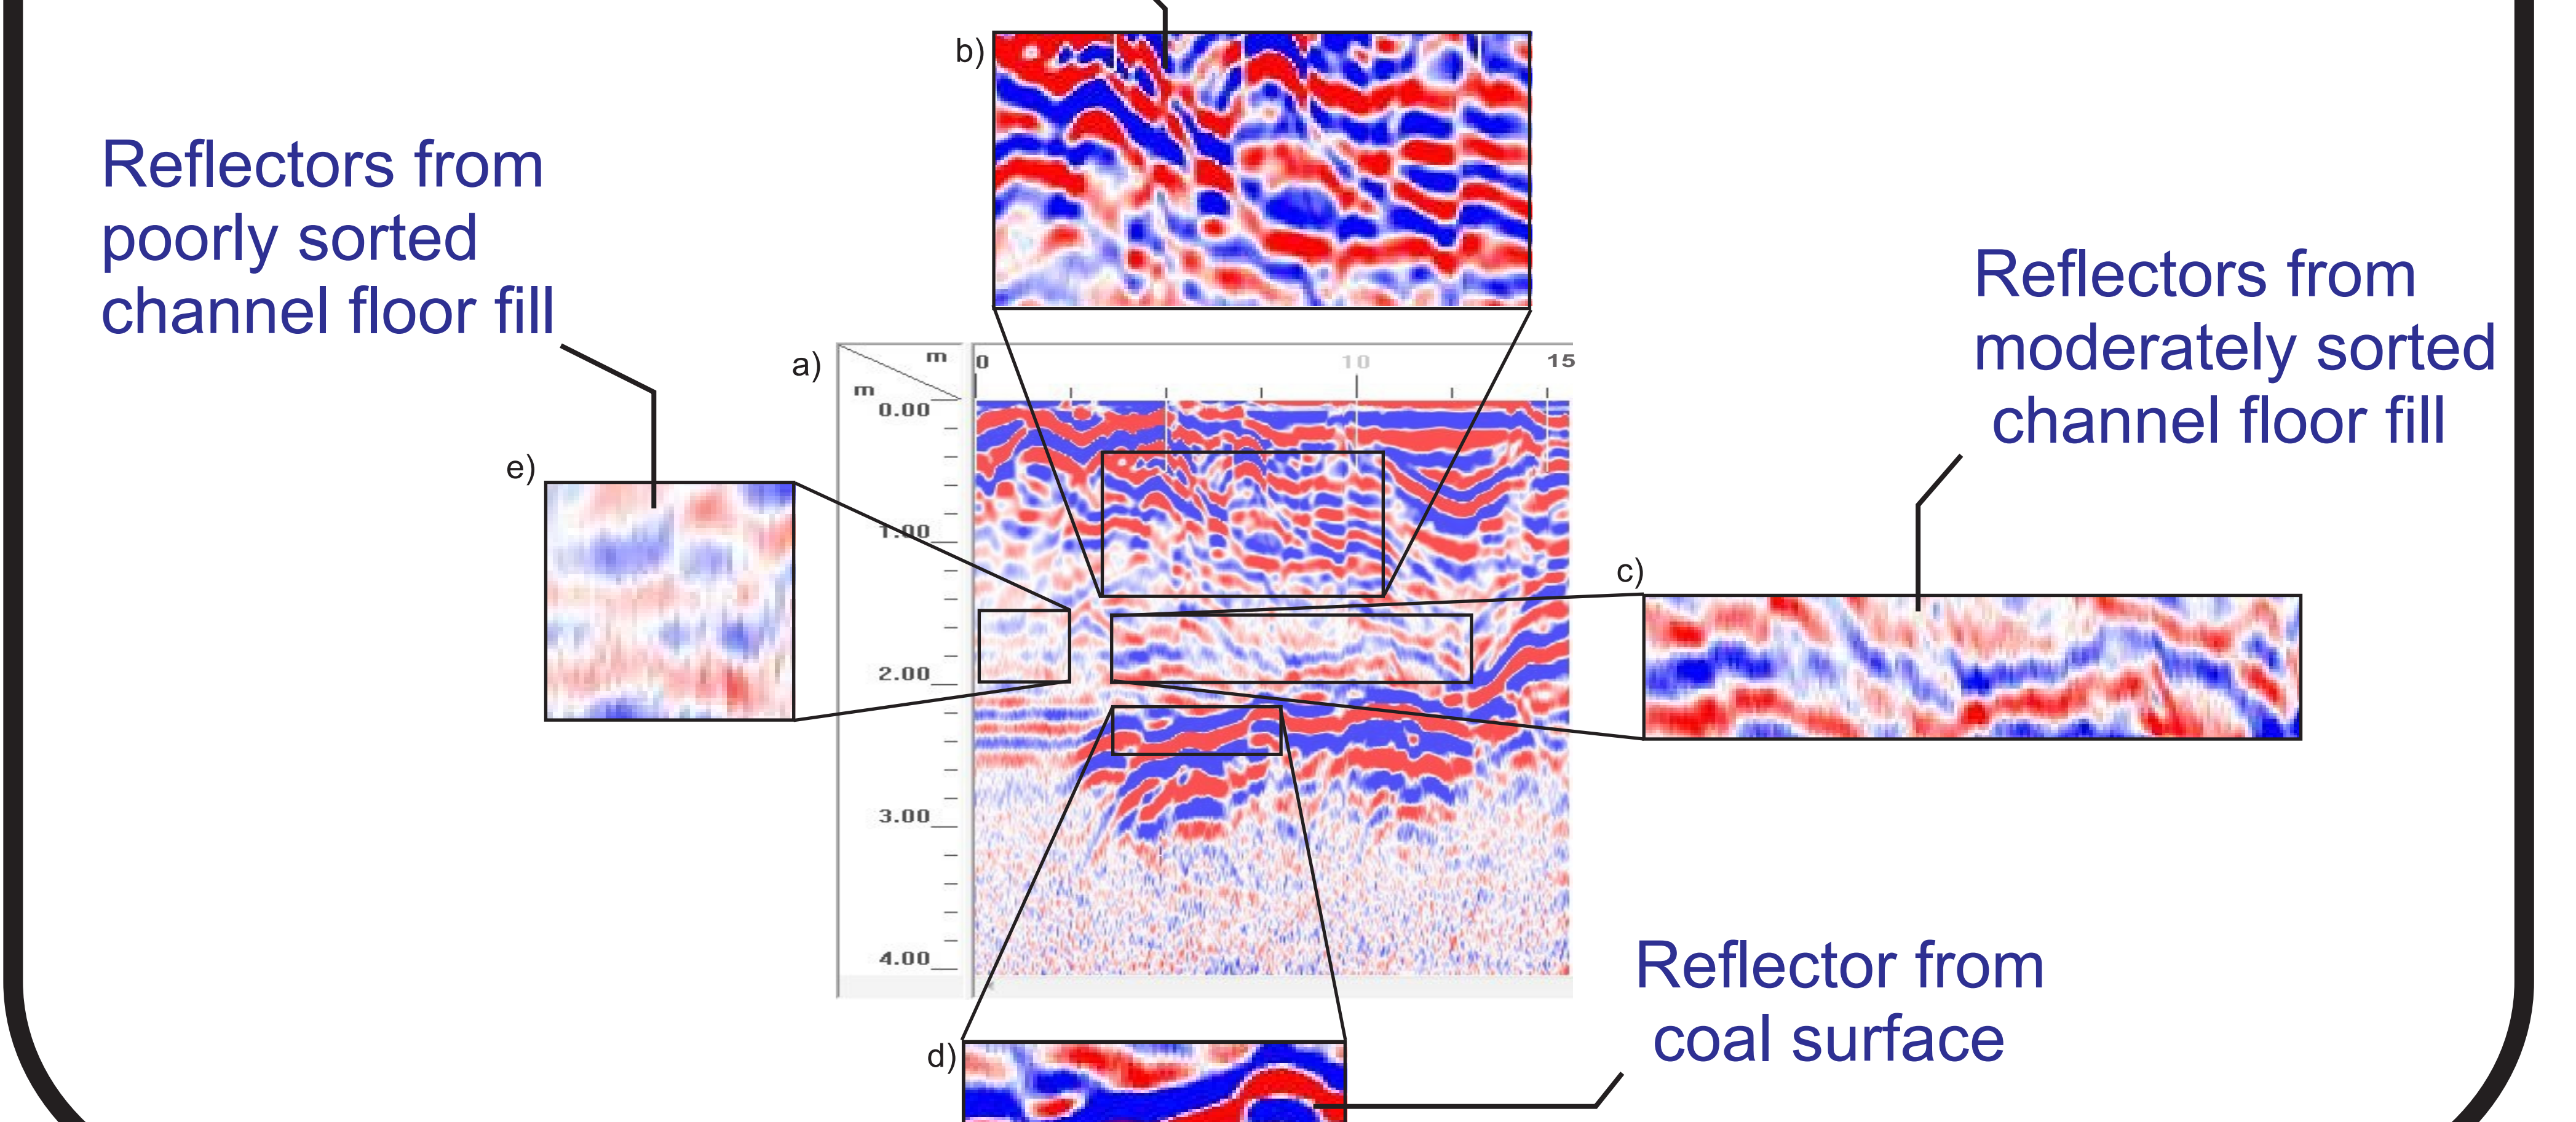 b)
Reflectors from
poorly sorted
channel floor fill
Reflectors from
moderately sorted
channel floor fill
a)
m
0
10
15
m
0.00
1.00
2.00
3.00
4.00
e)
c)
Reflector from
coal surface
d)